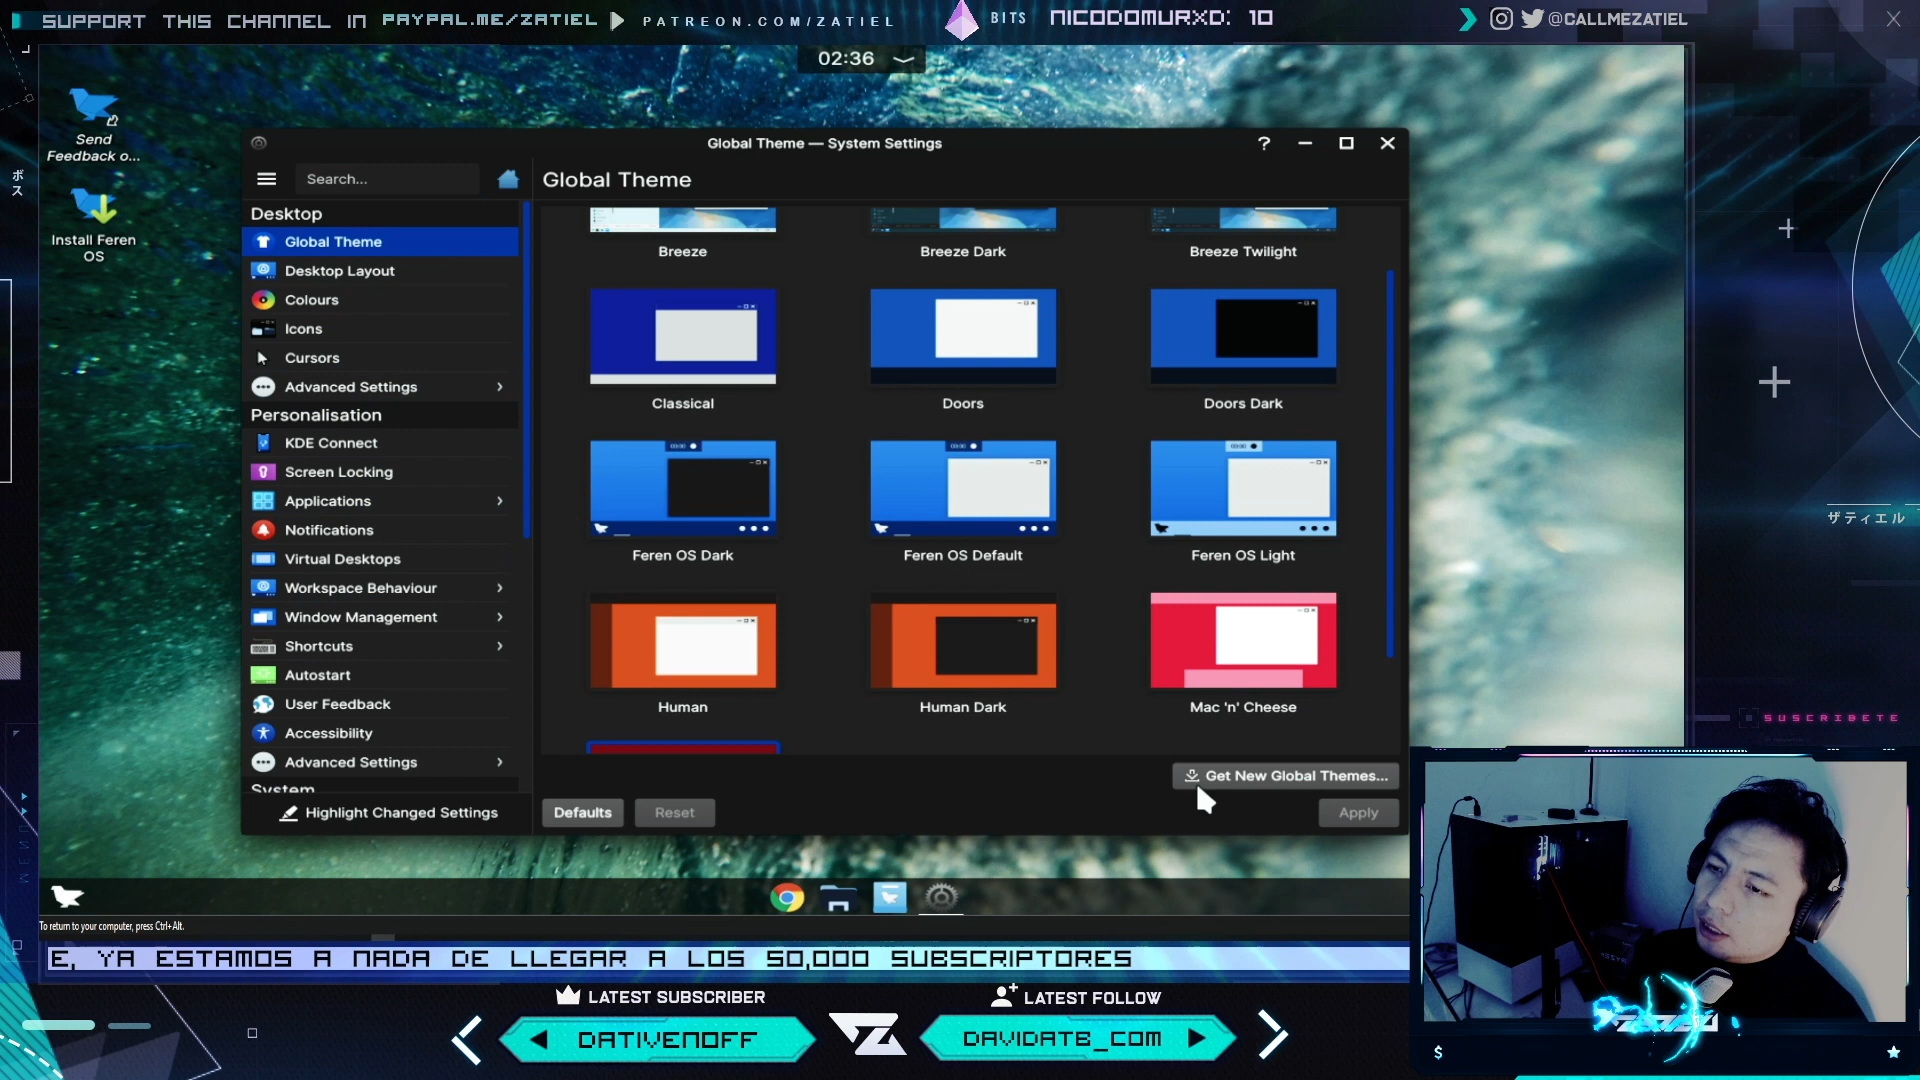 SUPPORT THIS CHANNEL IN PAYPAL.ME/ZATIEL
PATREON.COM/ZATIEL
BITS
NICODOMURXD: 10
@CALLMEZATIEL
02:36
Send
Feedback o...
Install Feren
OS
ボス
Global Theme — System Settings
Search...
Global Theme
Desktop
Global Theme
Desktop Layout
Colours
Icons
Cursors
Advanced Settings
Personalisation
KDE Connect
Screen Locking
Applications
Notifications
Virtual Desktops
Workspace Behaviour
Window Management
Shortcuts
Autostart
User Feedback
Accessibility
Advanced Settings
System
Highlight Changed Settings
Breeze
Breeze Dark
Breeze Twilight
Classical
Doors
Doors Dark
Feren OS Dark
Feren OS Default
Feren OS Light
Human
Human Dark
Mac 'n' Cheese
Get New Global Themes...
Defaults
Reset
Apply
ザティエル
SUSCRIBETE
MENU
To return to your computer, press Ctrl+Alt.
E, YA ESTAMOS A NADA DE LLEGAR A LOS 50,000 SUBSCRIPTORES
LATEST SUBSCRIBER
DATIVENOFF
LATEST FOLLOW
DAVIDATB_COM
$